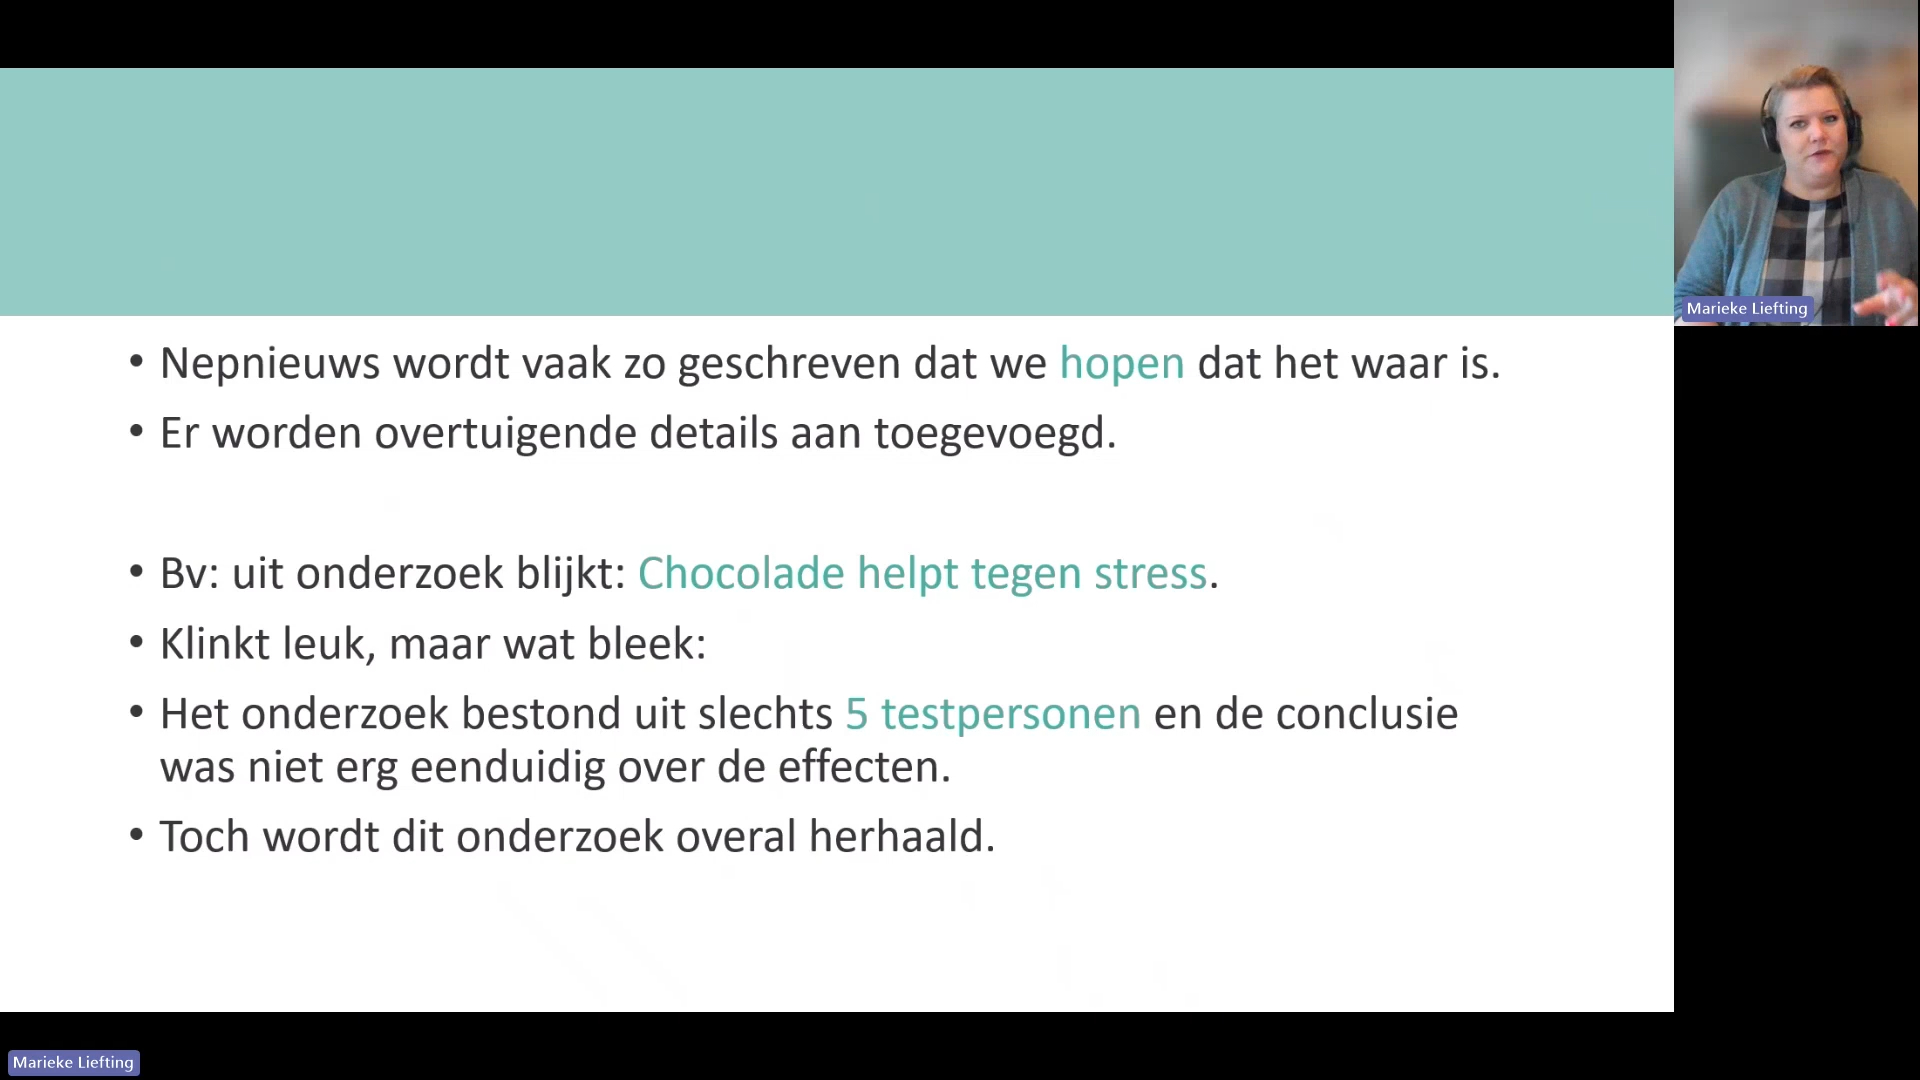 Nepnieuws wordt vaak zo geschreven dat we hopen dat het waar is.
Er worden overtuigende details aan toegevoegd.
Bv: uit onderzoek blijkt: Chocolade helpt tegen stress.
Klinkt leuk, maar wat bleek:
Het onderzoek bestond uit slechts 5 testpersonen en de conclusie
was niet erg eenduidig over de effecten.
Toch wordt dit onderzoek overal herhaald.
Marieke Liefting
Marieke Liefting